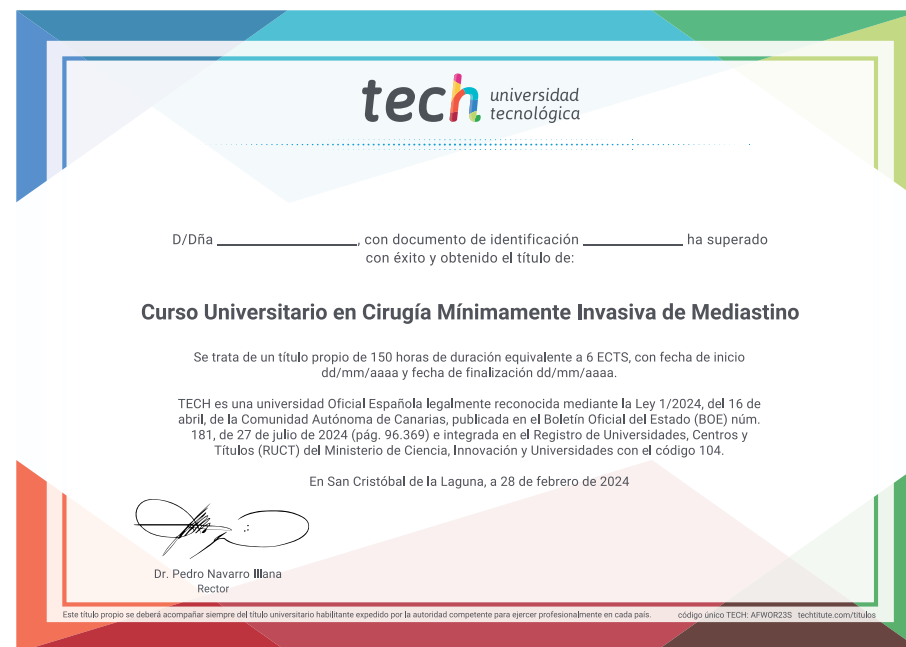 tech universidad
tecnológica
D/Dña ____________, con documento de identificación ____________ ha superado
con éxito y obtenido el título de:
Curso Universitario en Cirugía Mínimamente Invasiva de Mediastino
Se trata de un título propio de 150 horas de duración equivalente a 6 ECTS, con fecha de inicio
dd/mm/aaaa y fecha de finalización dd/mm/aaaa.
TECH es una universidad Oficial Española legalmente reconocida mediante la Ley 1/2024, del 16 de
abril, de la Comunidad Autónoma de Canarias, publicada en el Boletín Oficial del Estado (BOE) núm.
181, de 27 de julio de 2024 (pág. 96.369) e integrada en el Registro de Universidades, Centros y
Títulos (RUCT) del Ministerio de Ciencia, Innovación y Universidades con el código 104.
En San Cristóbal de la Laguna, a 28 de febrero de 2024
Dr. Pedro Navarro Illana
Rector
Este título propio se deberá acompañar siempre del título universitario habilitante expedido por la autoridad competente para ejercer profesionalmente en cada país. código único TECH: AFWOR23S techtitute.com/titulos